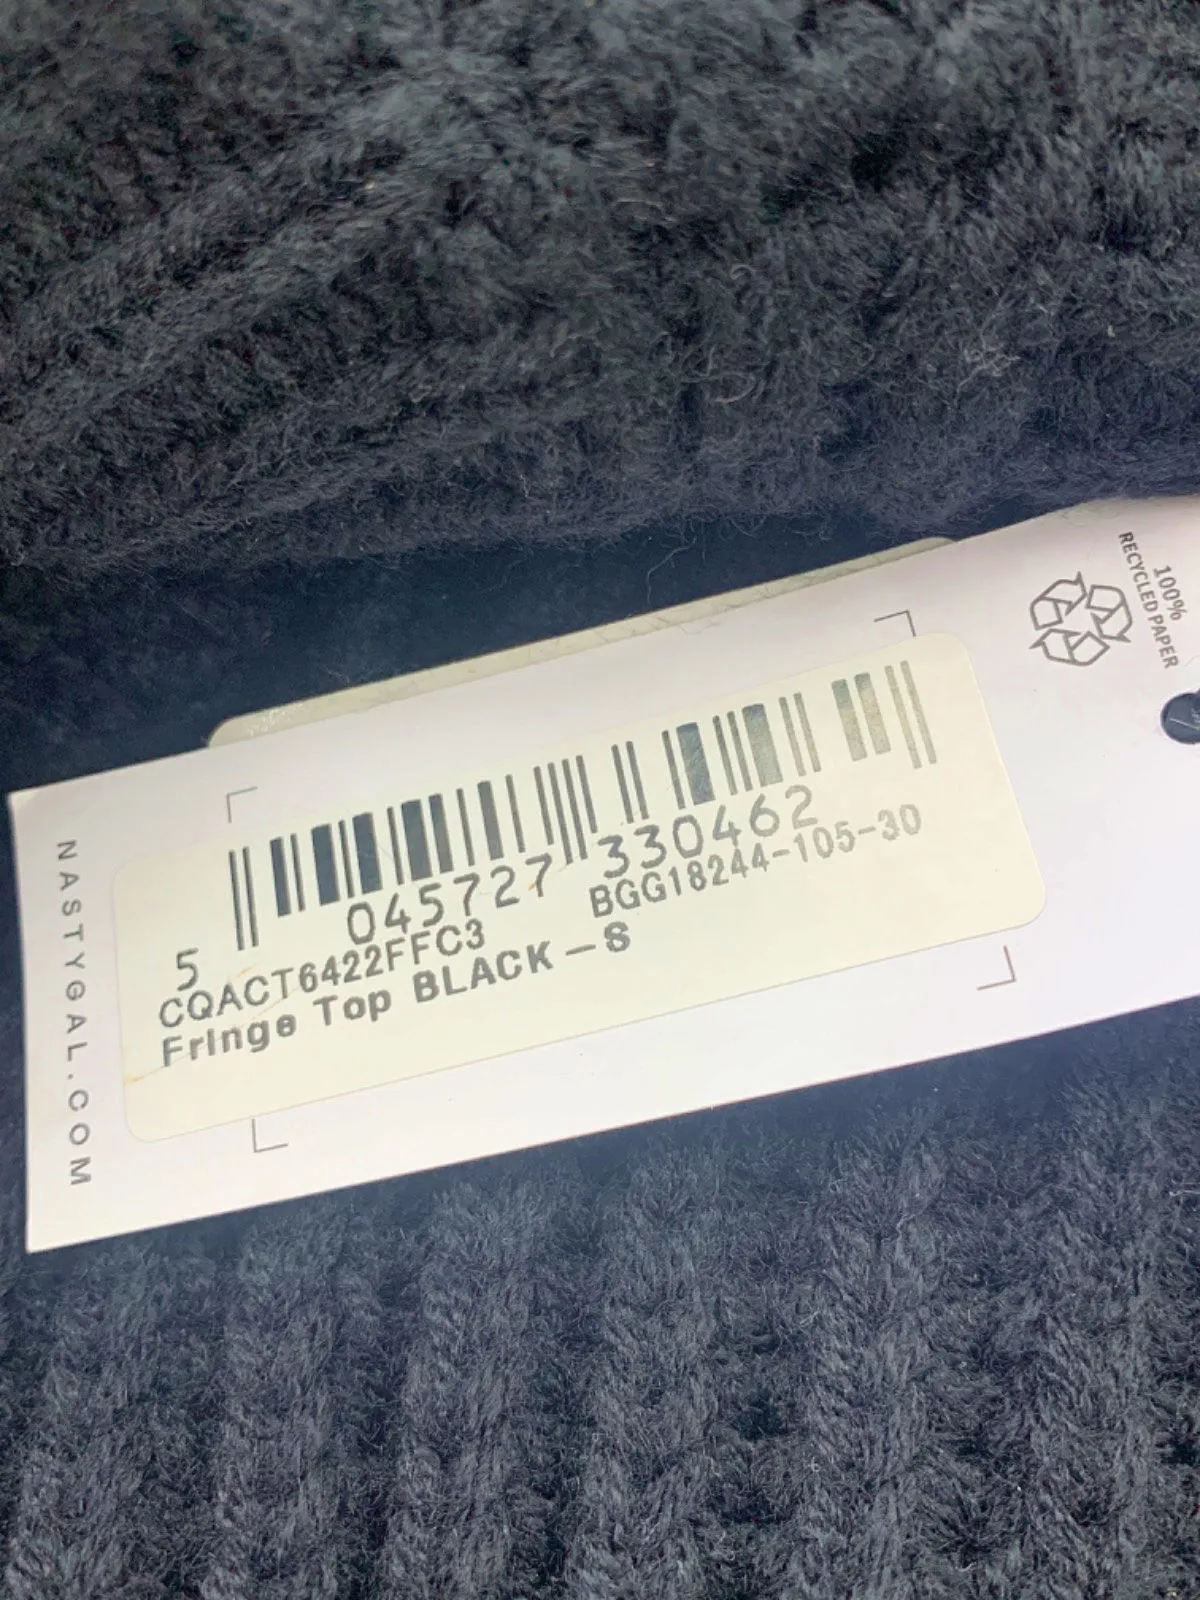 100%
RECYCLED PAPER
NASTYGAL.COM
5 045727 330462
CQACT6422FFC3 BGG18244-105-30
Fringe Top BLACK-S